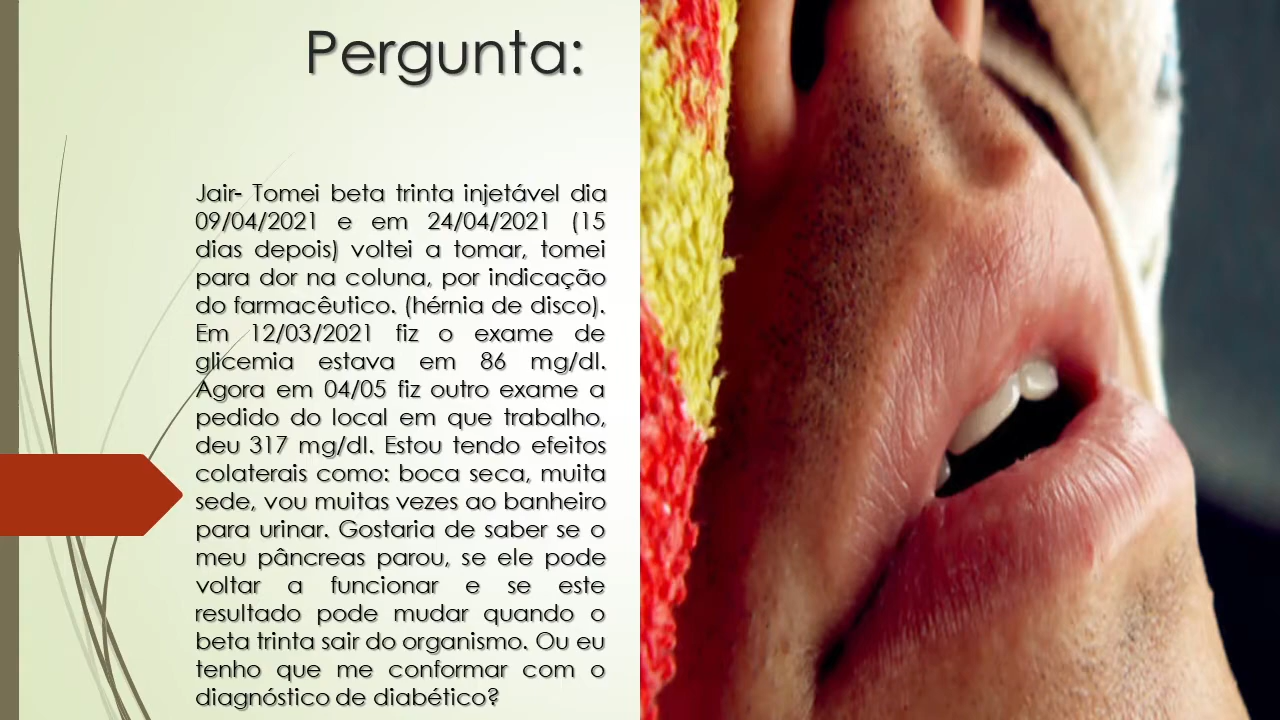 Pergunta:
Jair- Tomei beta trinta injetável dia
09/04/2021 e em 24/04/2021 (15
dias depois) voltei a tomar, tomei
para dor na coluna, por indicação
do farmacêutico. (hérnia de disco).
Em 12/03/2021 fiz o exame de
glicemia estava em 86 mg/dl.
Agora em 04/05 fiz outro exame a
pedido do local em que trabalho,
deu 317 mg/dl. Estou tendo efeitos
colaterais como: boca seca, muita
sede, vou muitas vezes ao banheiro
para urinar. Gostaria de saber se o
meu pâncreas parou, se ele pode
voltar a funcionar e se este
resultado pode mudar quando o
beta trinta sair do organismo. Ou eu
tenho que me conformar com o
diagnóstico de diabético?